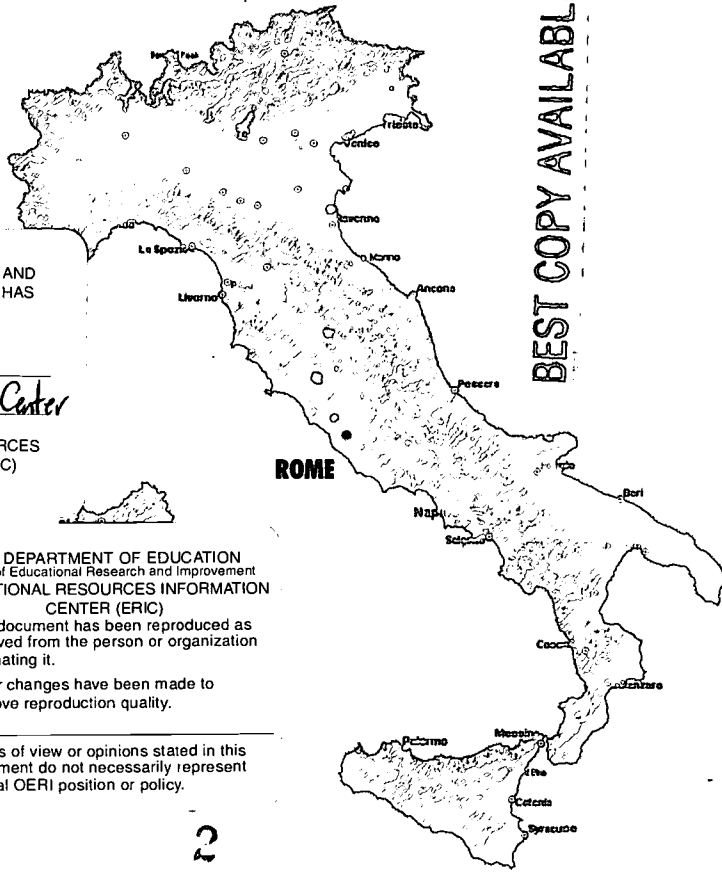 BEST COPY AVAILABL
Trieste
La Spezia
Livorno
Ancona
AND
HAS
Center
RCES
C)
Pescara
ROME
Bari
DEPARTMENT OF EDUCATION
of Educational Research and Improvement
TIONAL RESOURCES INFORMATION
CENTER (ERIC)
document has been reproduced as
ved from the person or organization
nating it.
r changes have been made to
ove reproduction quality.
s of view or opinions stated in this
ment do not necessarily represent
al OERI position or policy.
Palermo
Messina
Catania
Syracuse
2